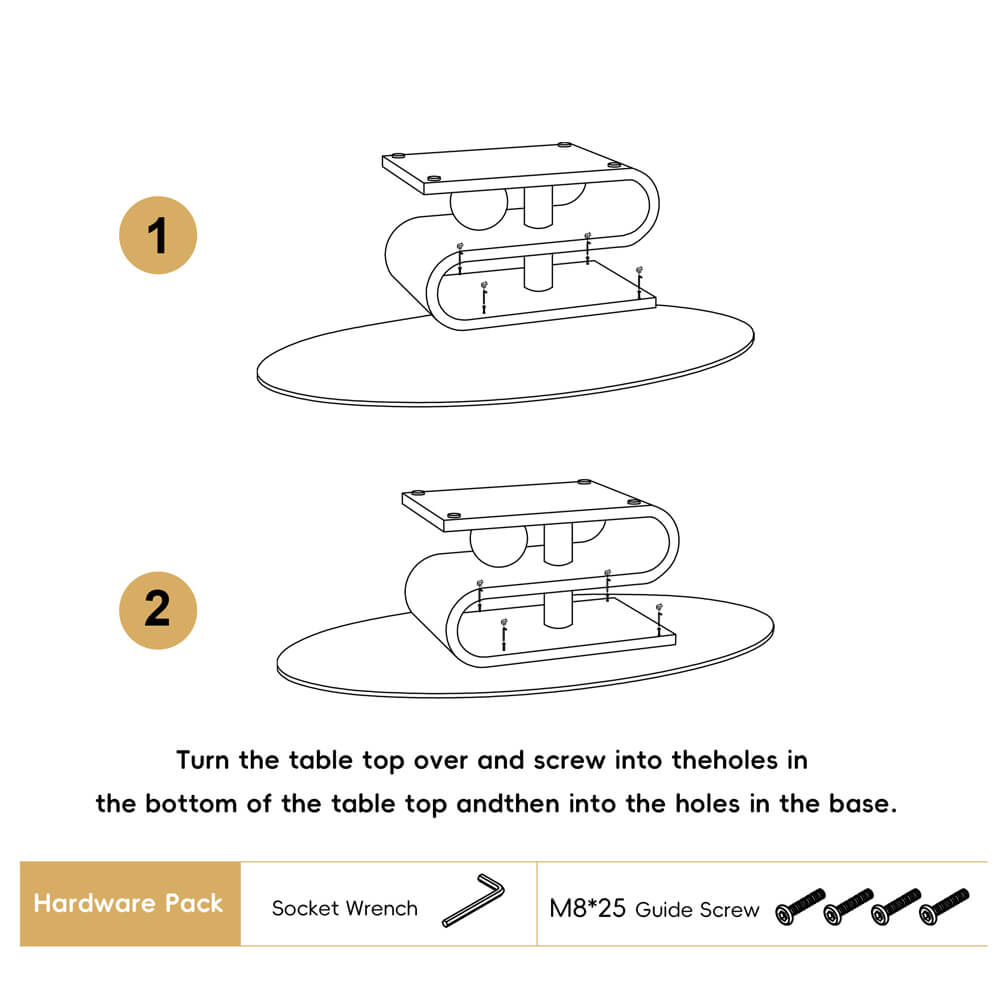 1
2
Turn the table top over and screw into theholes in
the bottom of the table top andthen into the holes in the base.
Hardware Pack
Socket Wrench
M8*25 Guide Screw